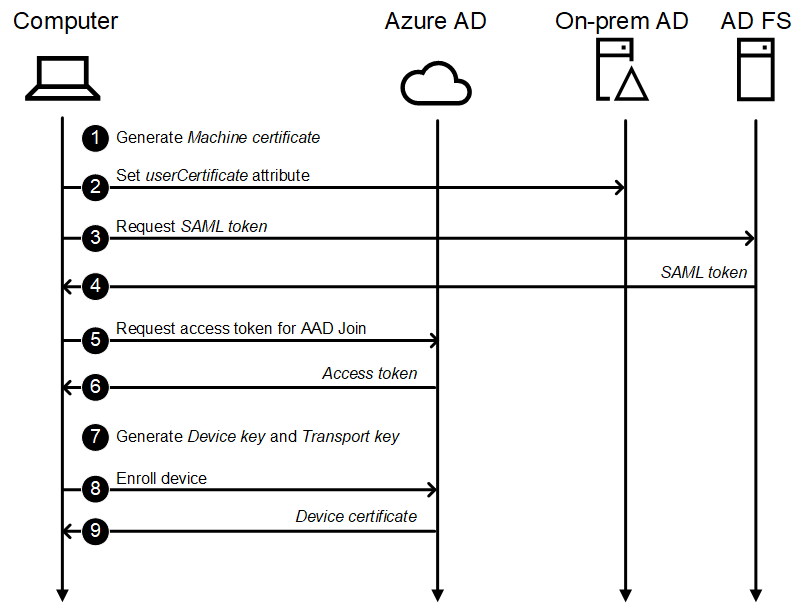 Computer
Azure AD
On-prem AD
AD FS
1 Generate Machine certificate
2 Set userCertificate attribute
3 Request SAML token
SAML token
4
5 Request access token for AAD Join
Access token
6
7 Generate Device key and Transport key
8 Enroll device
Device certificate
9